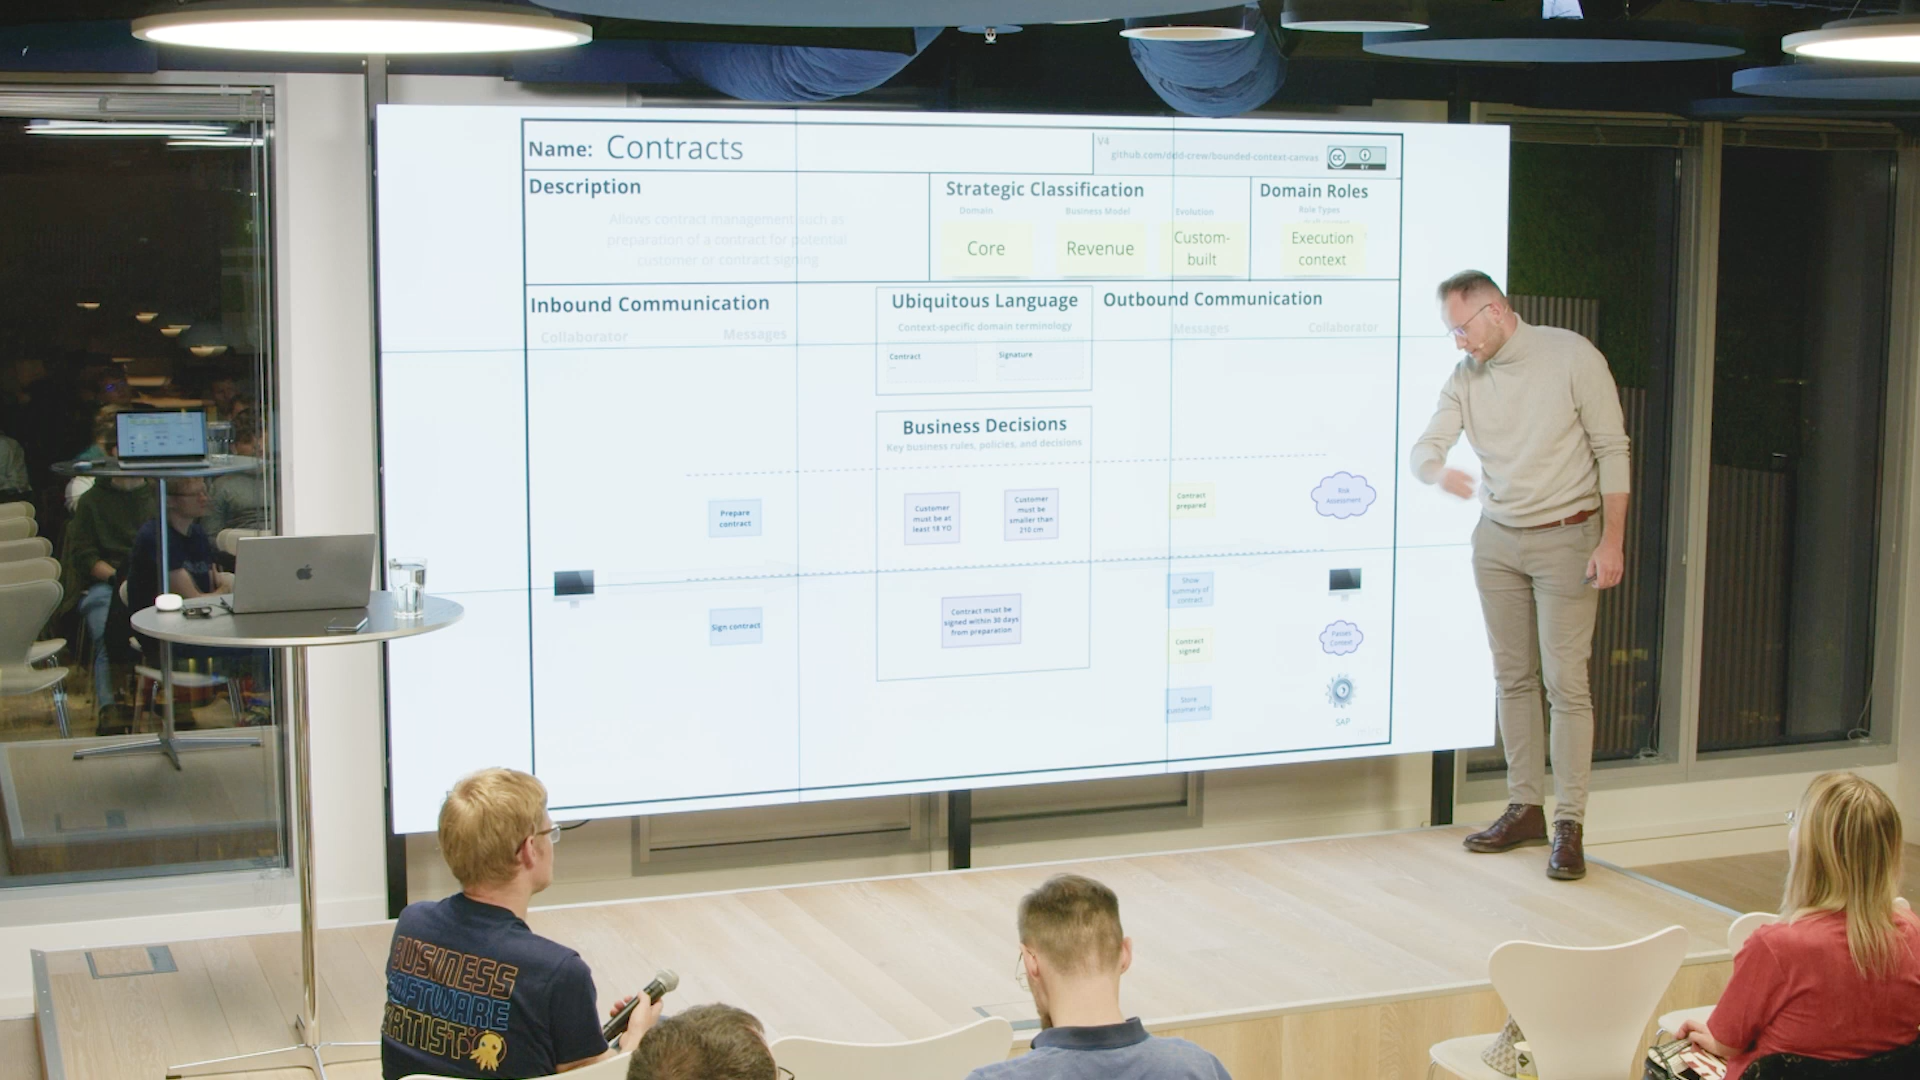 Name: Contracts
V4
github.com/ddd-crew/bounded-context-canvas
cc
BY
Description
Allows contract management such as
preparation of a contract for potential
customer or contract signing
Strategic Classification
Domain
Business Model
Evolution
Core
Revenue
Custom-
built
Domain Roles
Role Types
Execution
context
Inbound Communication
Collaborator
Messages
Ubiquitous Language
Context-specific domain terminology
Contract
Signature
Outbound Communication
Messages
Collaborator
Business Decisions
Key business rules, policies, and decisions
Prepare
contract
Customer
must be at
least 18 YO
Customer
must be
smaller than
210 cm
Contract
prepared
Risk
Assessment
Sign contract
Contract must be
signed within 30 days
from preparation
Show
summary of
contract
Contract
signed
Passes
Context
Store
customer info
SAP
BUSINESS
SOFTWARE
ARTIST